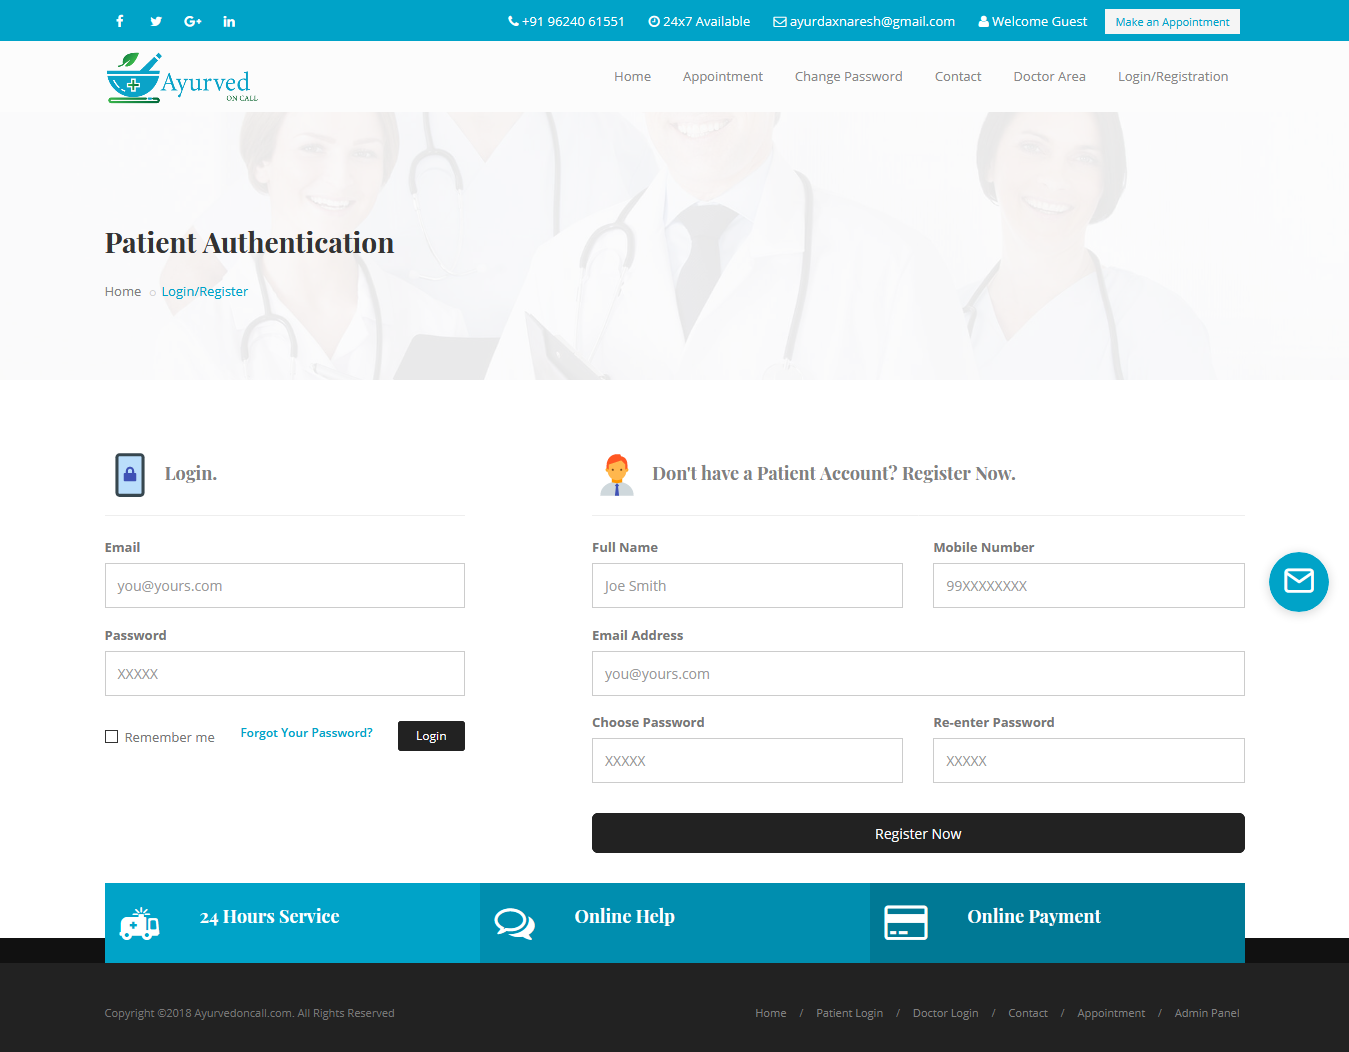 +91 96240 61551 24x7 Available ayurdaxnaresh@gmail.com Welcome Guest Make an Appointment
Ayurved
ON CALL
Home Appointment Change Password Contact Doctor Area Login/Registration
Patient Authentication
Home Login/Register
Login.
Don't have a Patient Account? Register Now.
Email
you@yours.com
Password
XXXXX
Remember me Forgot Your Password? Login
Full Name Mobile Number
Joe Smith 99XXXXXXXX
Email Address
you@yours.com
Choose Password Re-enter Password
XXXXX XXXXX
Register Now
24 Hours Service Online Help Online Payment
Copyright ©2018 Ayurvedoncall.com. All Rights Reserved
Home / Patient Login / Doctor Login / Contact / Appointment / Admin Panel